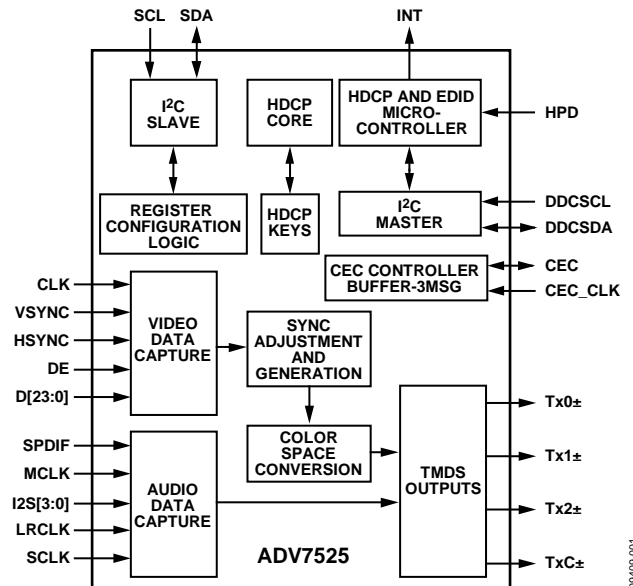 SCL SDA INT
I²C SLAVE
HDCP CORE
HDCP AND EDID MICRO-CONTROLLER
HPD
REGISTER CONFIGURATION LOGIC
HDCP KEYS
I²C MASTER
DDCSCL
DDCSDA
CEC CONTROLLER BUFFER-3MSG
CEC
CEC_CLK
CLK
VSYNC
HSYNC
DE
D[23:0]
VIDEO DATA CAPTURE
SYNC ADJUSTMENT AND GENERATION
COLOR SPACE CONVERSION
TMDS OUTPUTS
Tx0±
Tx1±
Tx2±
TxC±
SPDIF
MCLK
I2S[3:0]
LRCLK
SCLK
AUDIO DATA CAPTURE
ADV7525